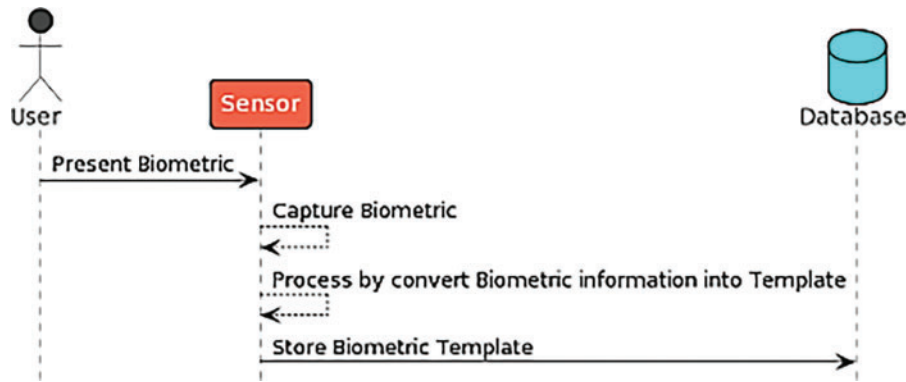 User
Sensor
Database
Present Biometric
Capture Biometric
Process by convert Biometric information into Template
Store Biometric Template